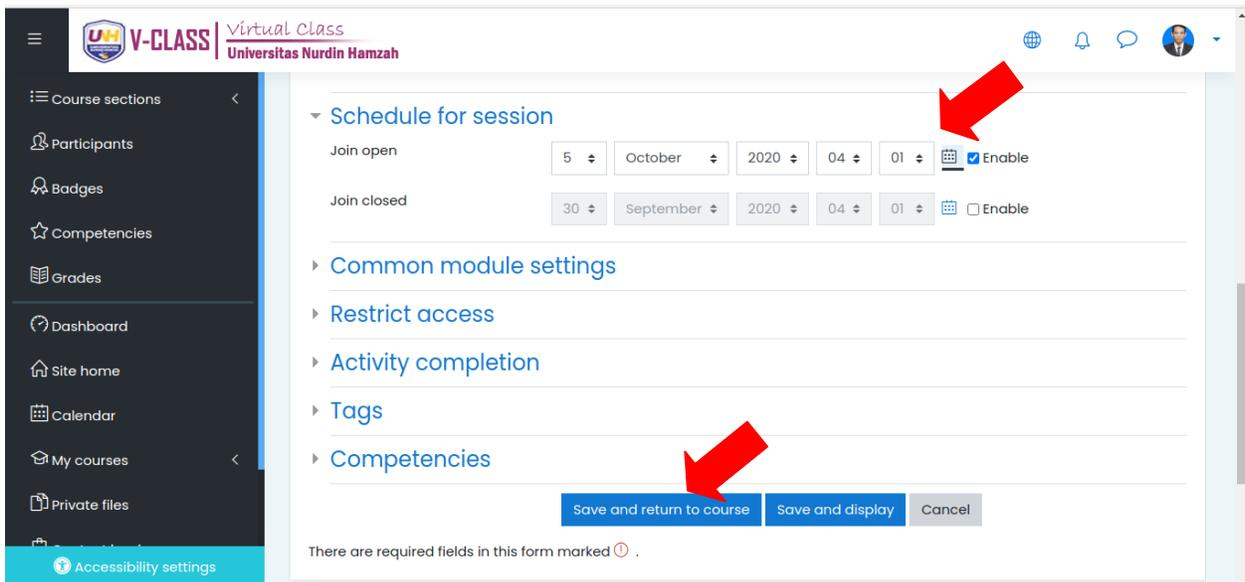 V-CLASS
Virtual Class
Universitas Nurdin Hamzah
Course sections
Participants
Badges
Competencies
Grades
Dashboard
Site home
Calendar
My courses
Private files
Accessibility settings
Schedule for session
Join open
5 October 2020 04 01 Enable
Join closed
30 September 2020 04 01 Enable
Common module settings
Restrict access
Activity completion
Tags
Competencies
Save and return to course Save and display Cancel
There are required fields in this form marked .